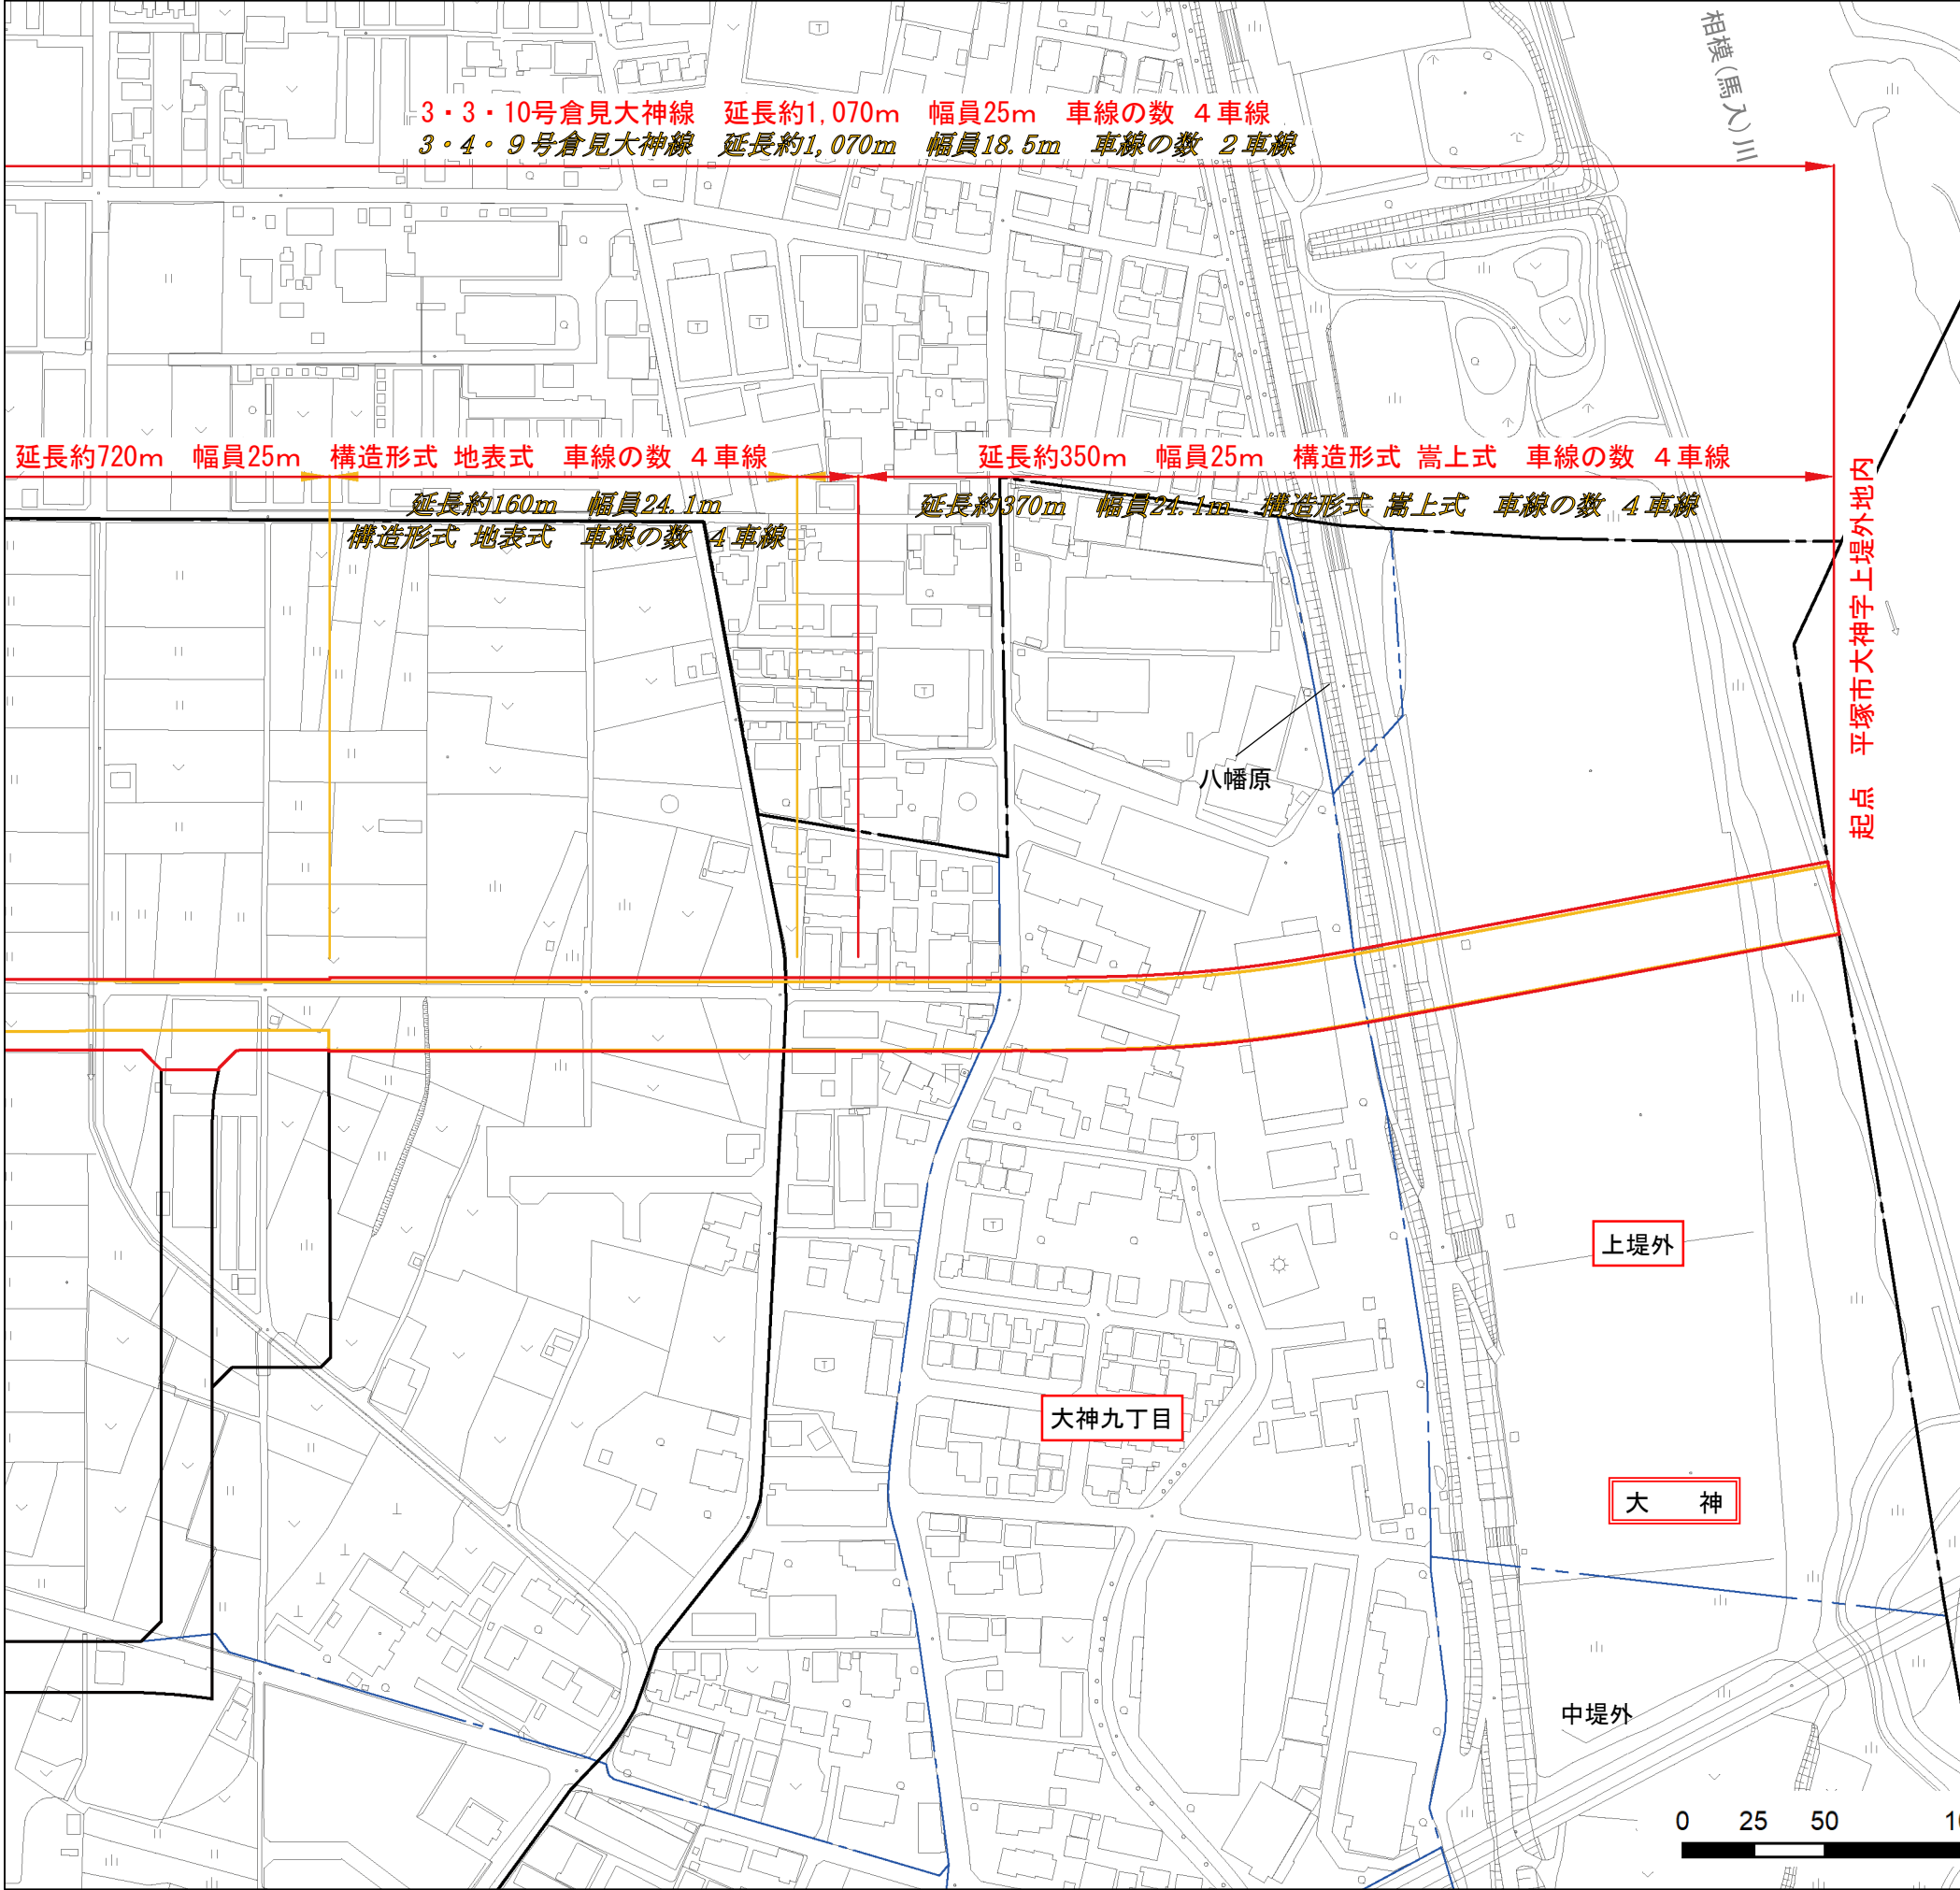 相模(馬入)川
3・3・10号倉見大神線 延長約1,070m 幅員25m 車線の数 4車線
3・4・9号倉見大神線 延長約1,070m 幅員18.5m 車線の数 2車線
延長約720m 幅員25m 構造形式 地表式 車線の数 4車線
延長約350m 幅員25m 構造形式 嵩上式 車線の数 4車線
延長約160m 幅員24.1m
構造形式 地表式 車線の数 4車線
延長約370m 幅員24.1m 構造形式 嵩上式 車線の数 4車線
起点 平塚市大神字上堤外地内
八幡原
上堤外
大神九丁目
大 神
中堤外
0 25 50